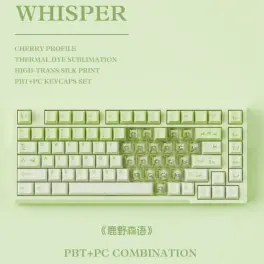 WHISPER
CHERRY PROFILE
THERMAL DYE SUBLIMATION
HIGH-TRANS SILK PRINT
PBT+PC KEYCAPS SET
《鹿野森语》
PBT+PC COMBINATION